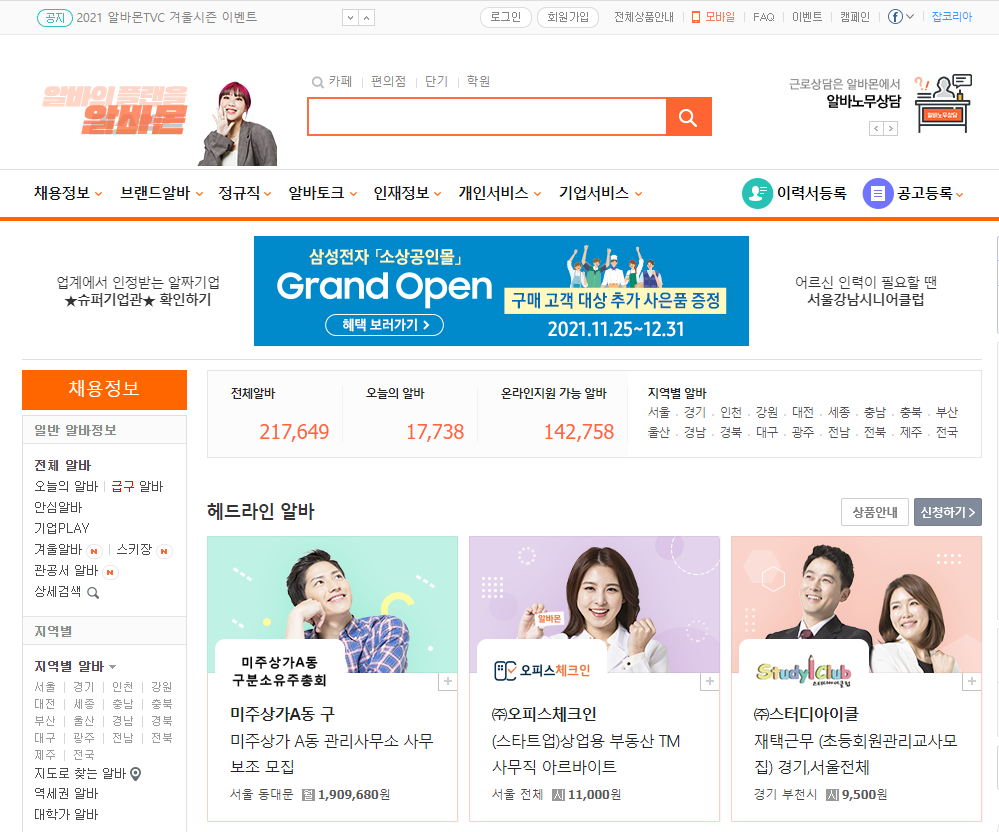 공지 2021 알바몬TVC 겨울시즌 이벤트
로그인 회원가입 전체상품안내 모바일 FAQ 이벤트 캠페인 잡코리아
카페 편의점 단기 학원
알바의 플랜을
알바몬
근로상담은 알바몬에서
알바노무상담
알바노무상담
채용정보 브랜드알바 정규직 알바토크 인재정보 개인서비스 기업서비스 이력서등록 공고등록
업계에서 인정받는 알짜기업
★슈퍼기업관★ 확인하기
삼성전자 「소상공인몰」
Grand Open
혜택 보러가기 >
구매 고객 대상 추가 사은품 증정
2021.11.25~12.31
어르신 인력이 필요할 땐
서울강남시니어클럽
채용정보
일반 알바정보
전체 알바
오늘의 알바 급구 알바
안심알바
기업PLAY
겨울알바 N 스키장 N
관공서 알바 N
상세검색
지역별
지역별 알바
서울 경기 인천 강원
대전 세종 충남 충북
부산 울산 경남 경북
대구 광주 전남 전북
제주 전국
지도로 찾는 알바
역세권 알바
대학가 알바
전체알바 오늘의 알바 온라인지원 가능 알바
217,649 17,738 142,758
지역별 알바
서울 . 경기 . 인천 . 강원 . 대전 . 세종 . 충남 . 충북 . 부산
울산 . 경남 . 경북 . 대구 . 광주 . 전남 . 전북 . 제주 . 전국
헤드라인 알바
상품안내 신청하기 >
미주상가A동
구분소유주총회
미주상가A동 구
미주상가 A동 관리사무소 사무
보조 모집
서울 동대문 월 1,909,680원
알바몬
오피스체크인
㈜오피스체크인
(스타트업)상업용 부동산 TM
사무직 아르바이트
서울 전체 시 11,000원
Study I Club
스터디아이클럽
㈜스터디아이클
재택근무 (초등회원관리교사모
집) 경기,서울전체
경기 부천시 시 9,500원